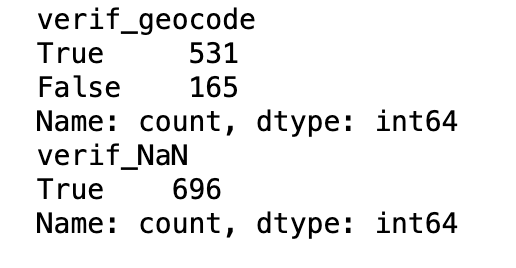 verif_geocode
True     531
False    165
Name: count, dtype: int64
verif_NaN
True    696
Name: count, dtype: int64